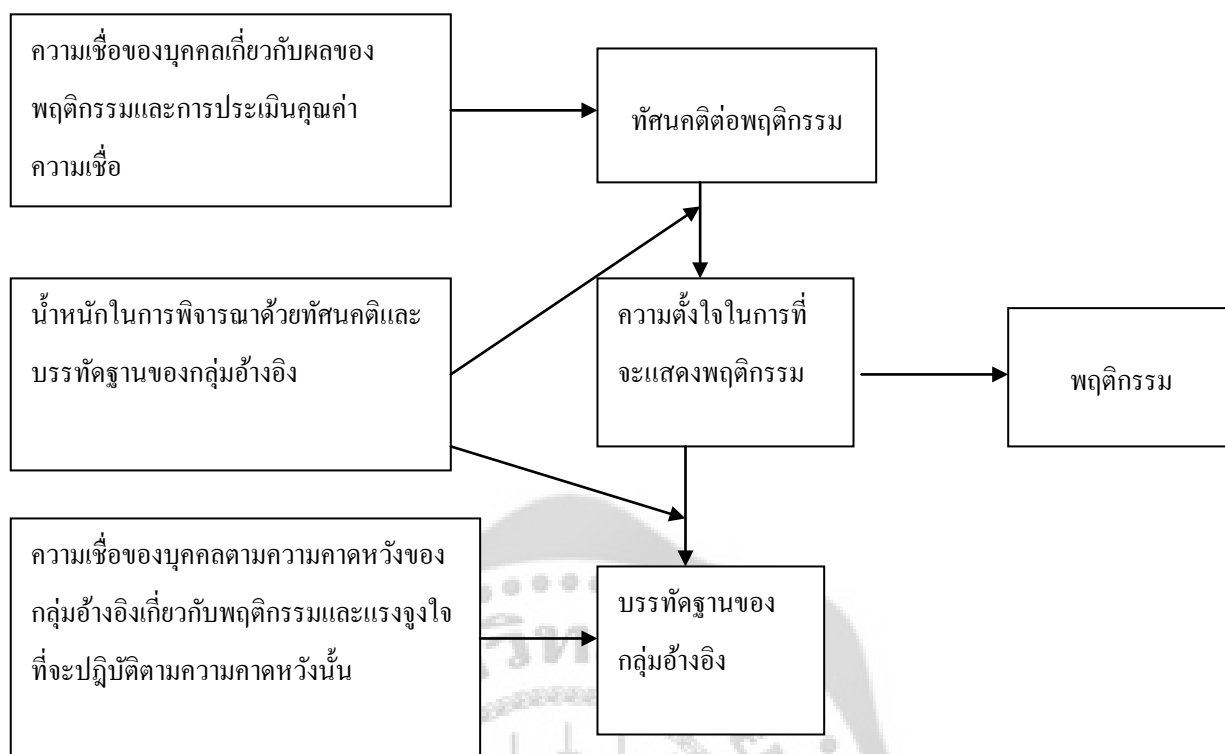 ความเชื่อของบุคคลเกี่ยวกับผลของ
พฤติกรรมและการประเมินคุณค่า
ความเชื่อ
ทัศนคติต่อพฤติกรรม
น้ำหนักในการพิจารณาด้วยทัศนคติและ
บรรทัดฐานของกลุ่มอ้างอิง
ความตั้งใจในการที่
จะแสดงพฤติกรรม
พฤติกรรม
ความเชื่อของบุคคลตามความคาดหวังของ
กลุ่มอ้างอิงเกี่ยวกับพฤติกรรมและแรงจูงใจ
ที่จะปฎิบัติตามความคาดหวังนั้น
บรรทัดฐานของ
กลุ่มอ้างอิง